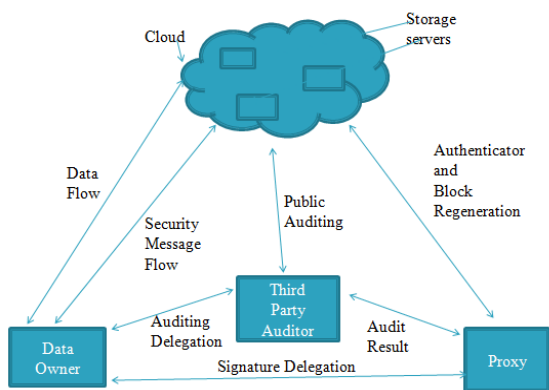 Storage
servers
Cloud
Data
Flow
Security
Message
Flow
Public
Auditing
Authenticator
and
Block
Regeneration
Third
Party
Auditor
Auditing
Delegation
Audit
Result
Data
Owner
Signature Delegation
Proxy